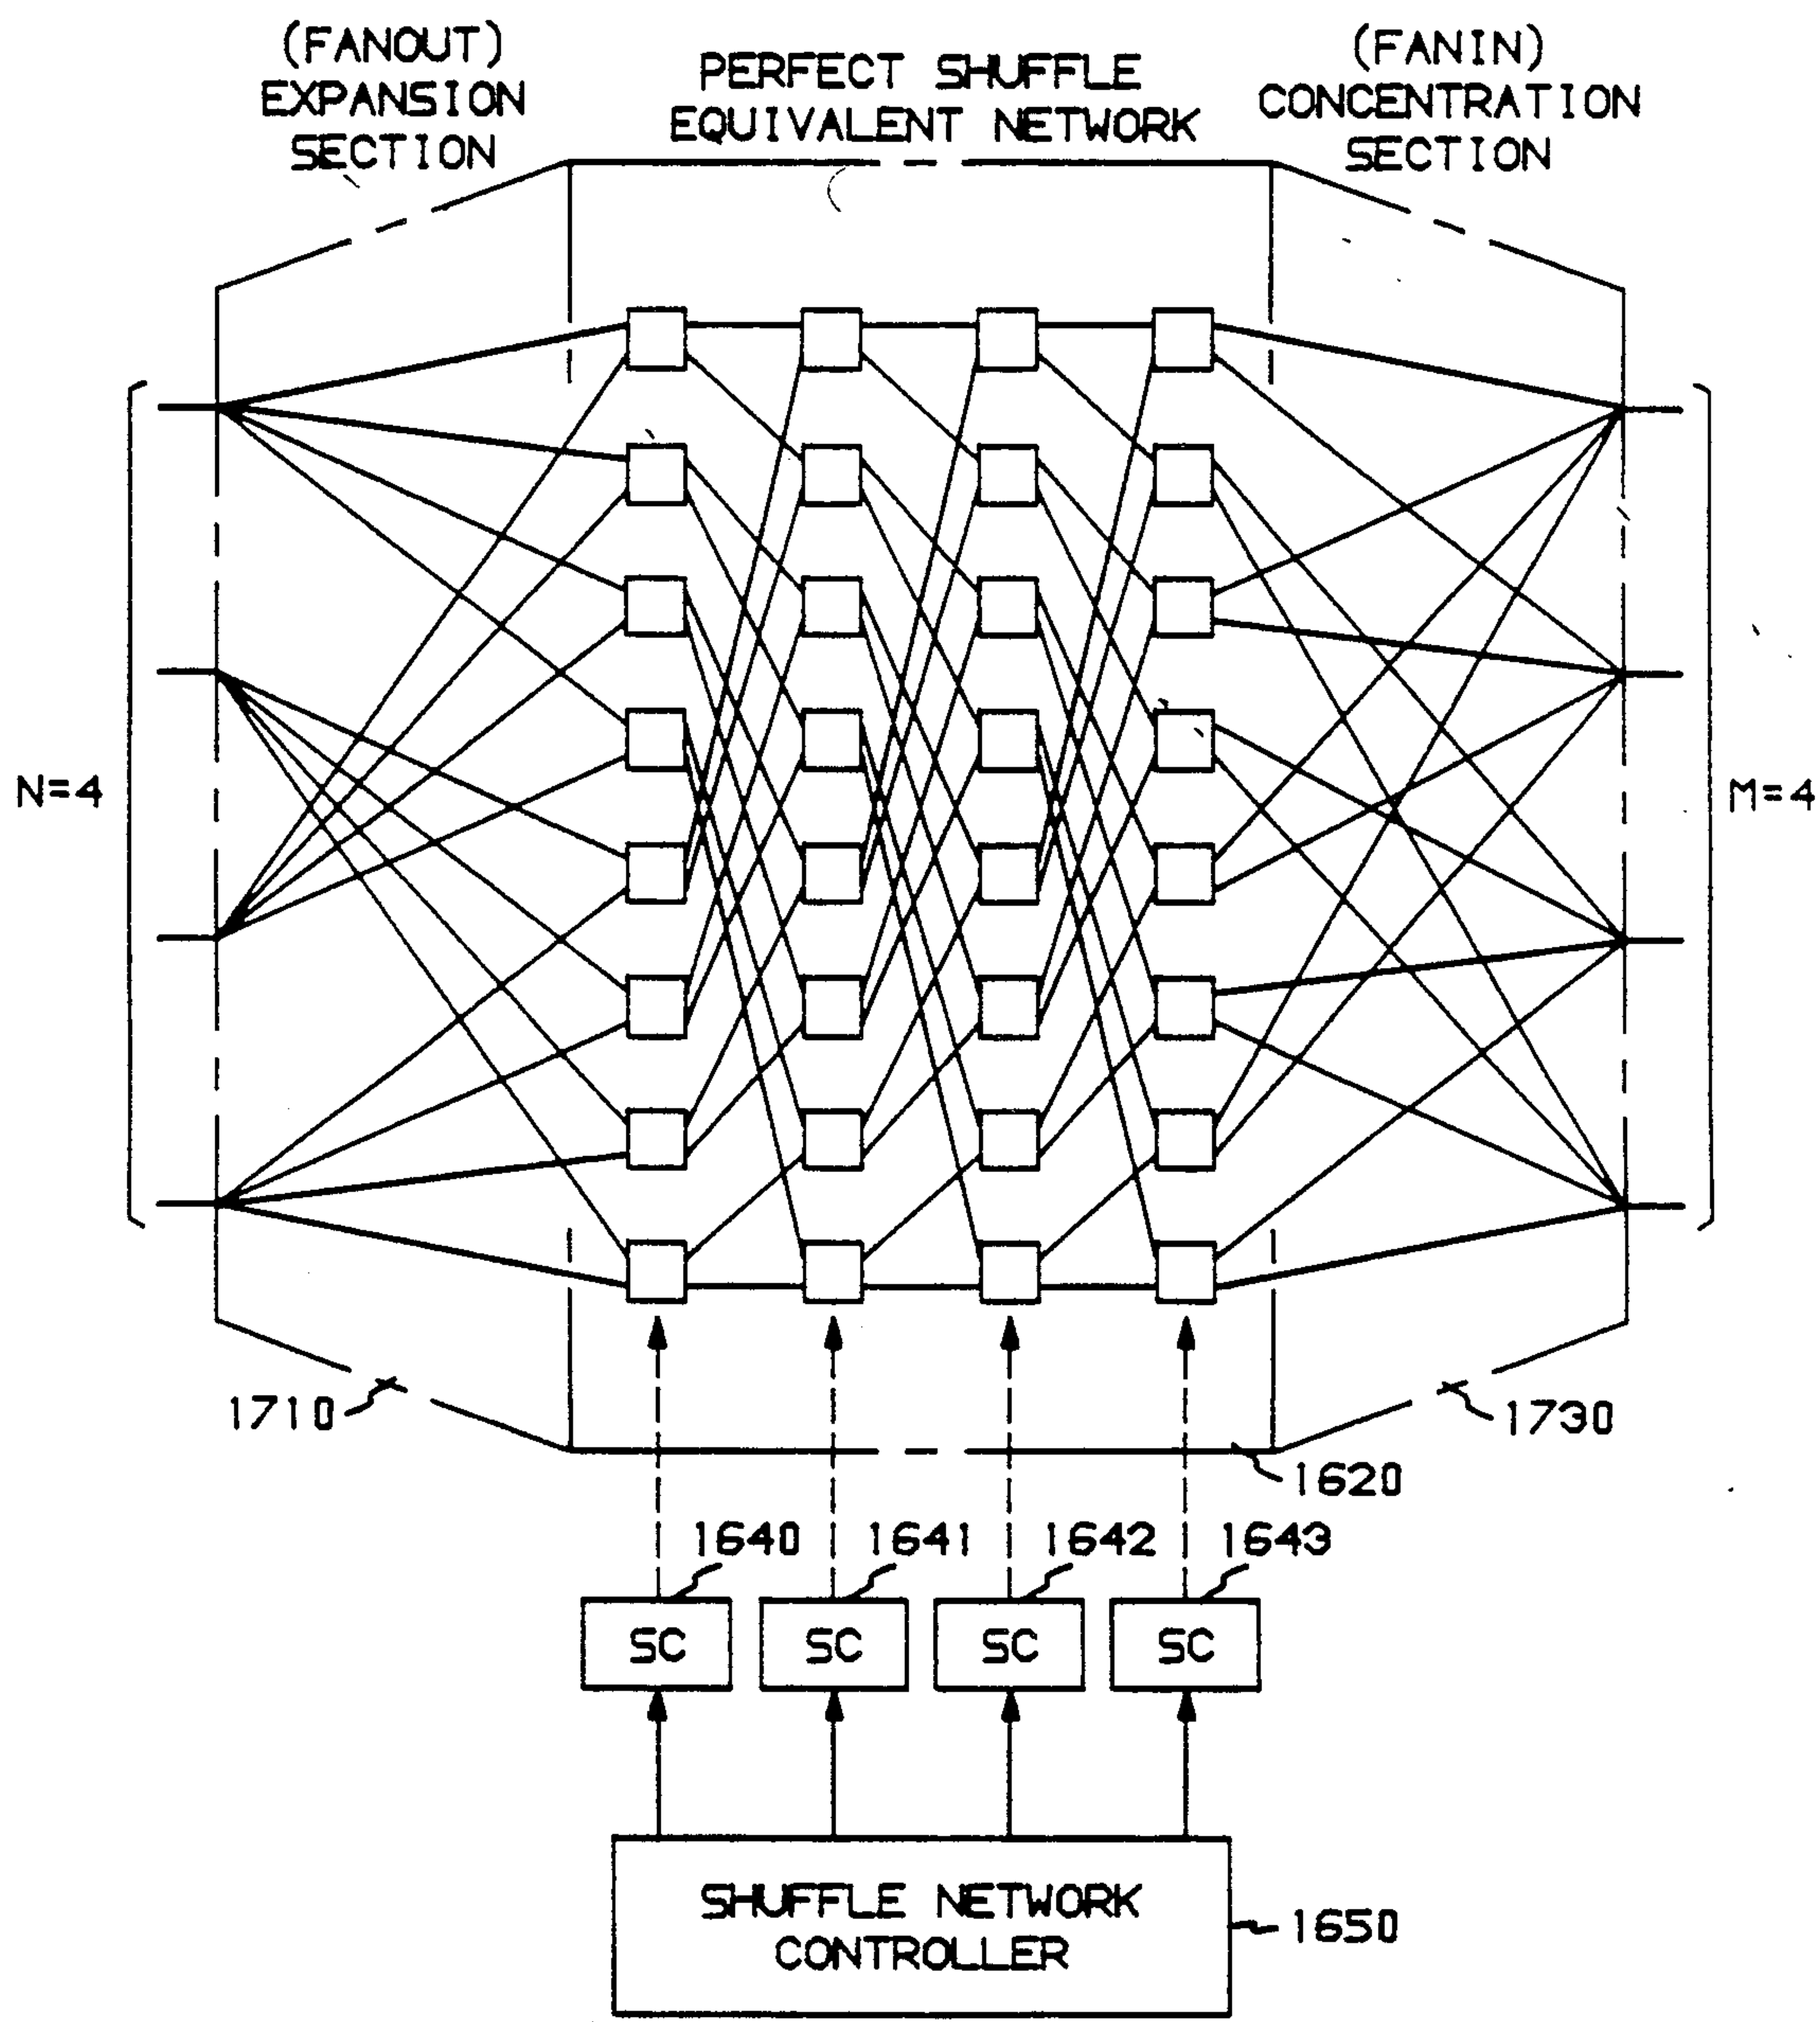 (FANOUT)
EXPANSION
SECTION
PERFECT SHUFFLE
EQUIVALENT NETWORK
(FANIN)
CONCENTRATION
SECTION
N=4
M=4
1710
1730
1620
1640
1641
1642
1643
SC
SC
SC
SC
SHUFFLE NETWORK
CONTROLLER
1650